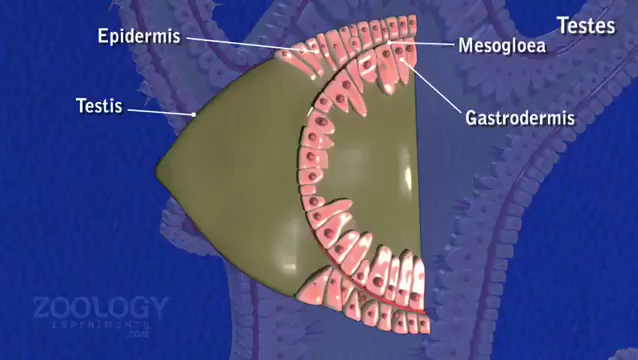 Testes
Epidermis
Mesogloea
Testis
Gastrodermis
ZOOLOGY
EXPERIMENTS
.COM